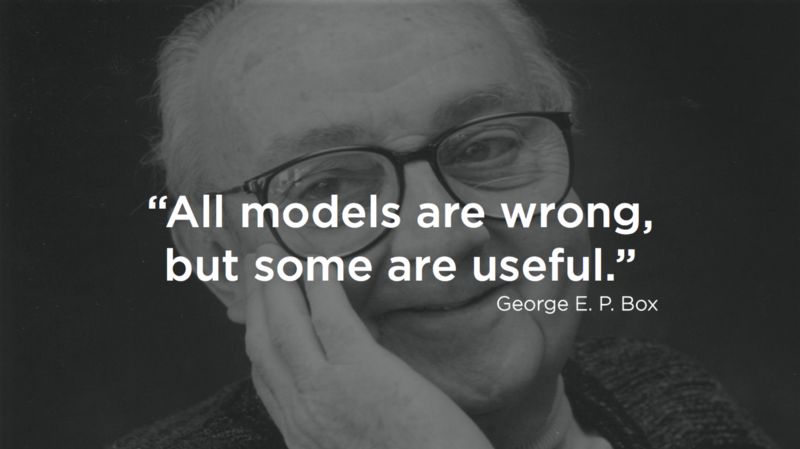 “All models are wrong,
but some are useful.”
George E. P. Box